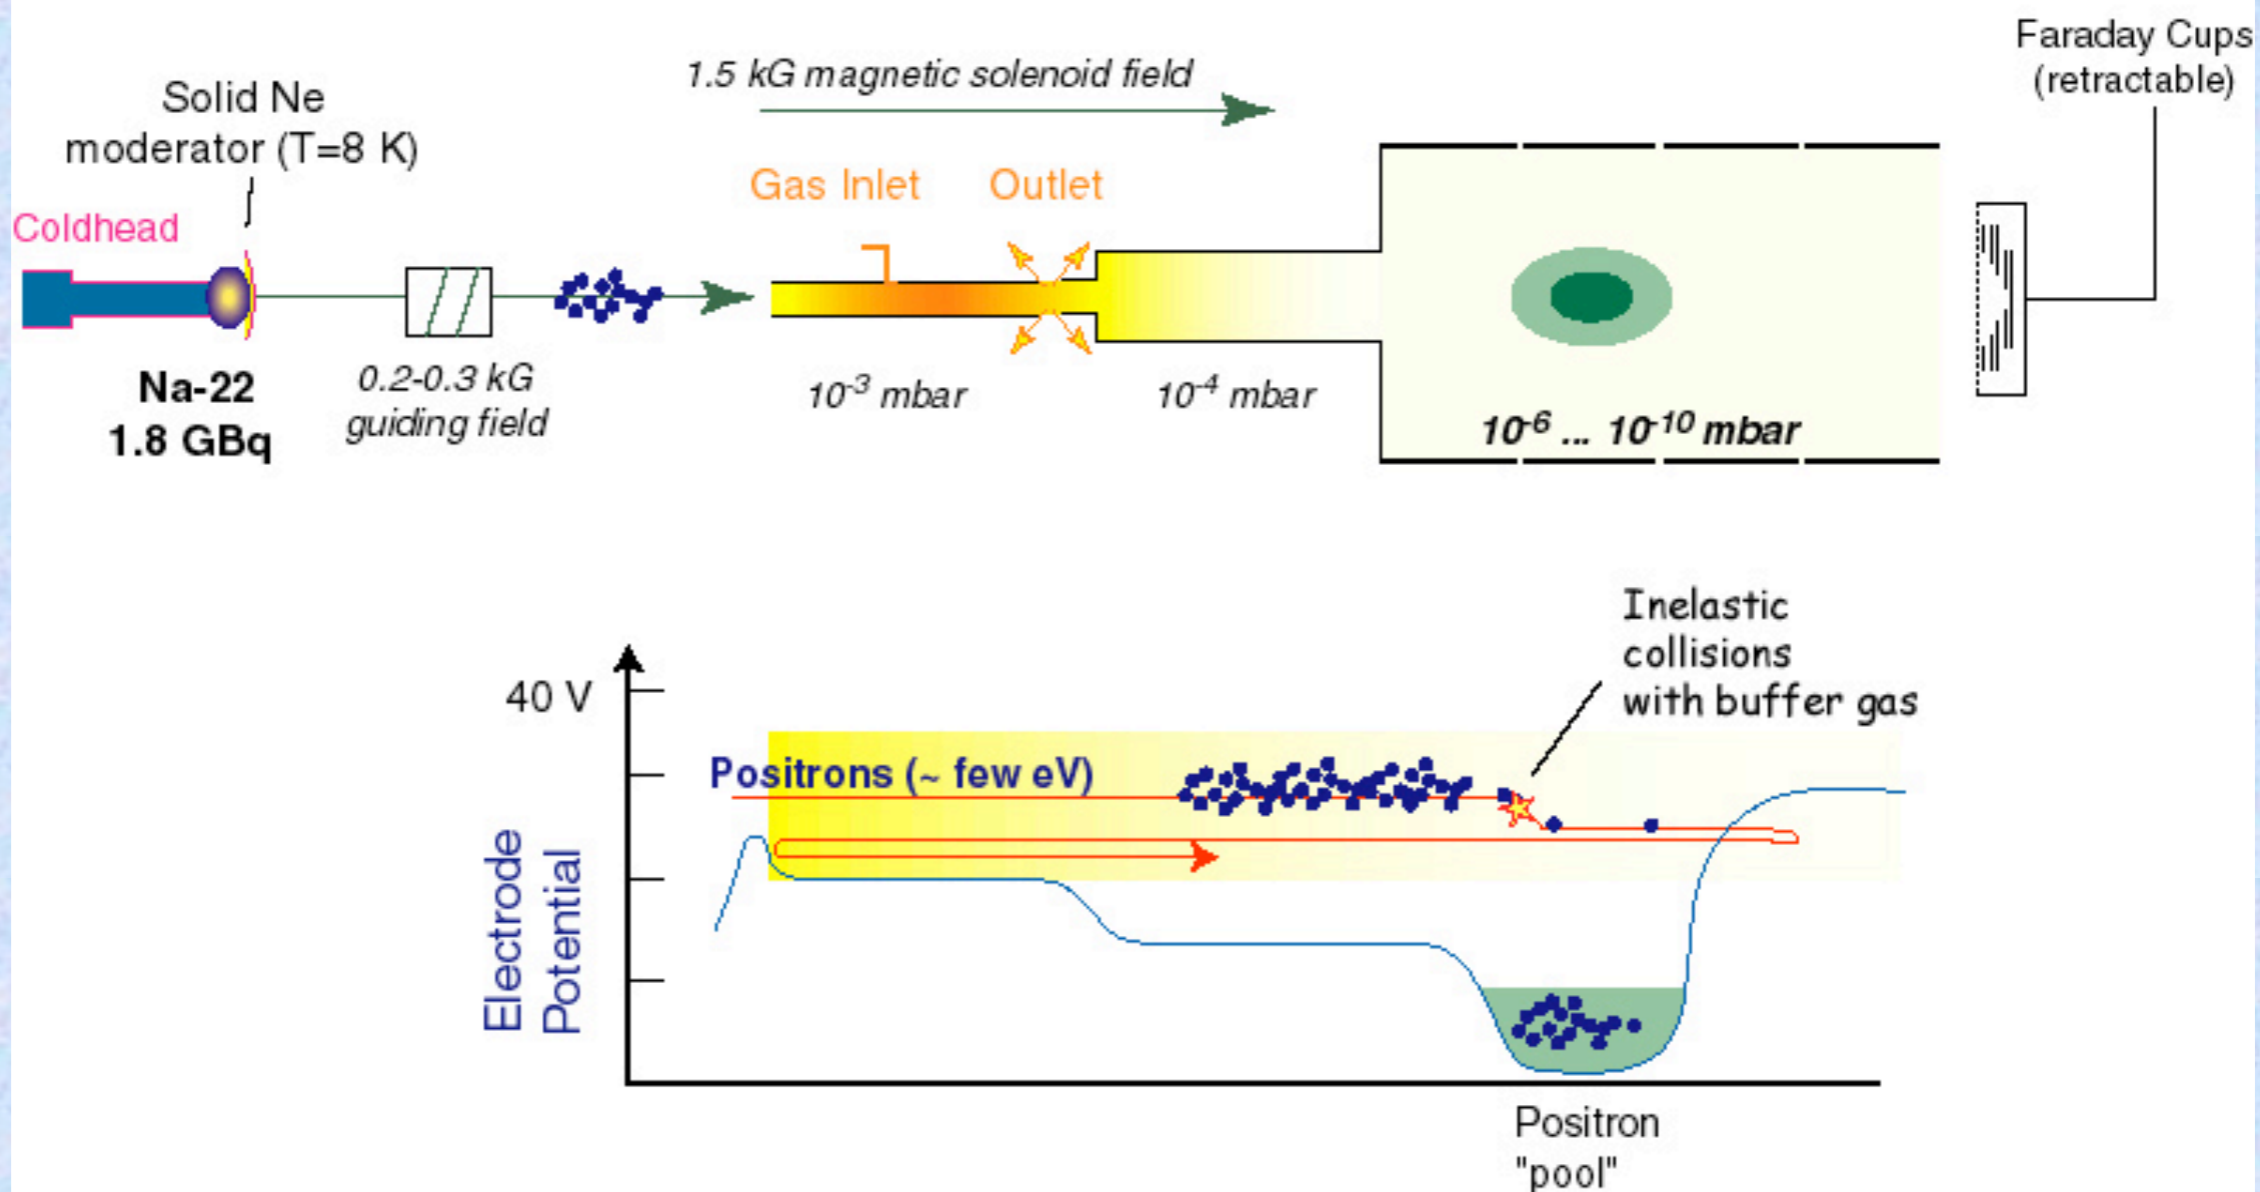 Faraday Cups
(retractable)
1.5 kG magnetic solenoid field
Solid Ne
moderator (T=8 K)
Gas Inlet
Outlet
Coldhead
Na-22
1.8 GBq
0.2-0.3 kG
guiding field
10⁻³ mbar
10⁻⁴ mbar
10⁻⁶ ... 10⁻¹⁰ mbar
Inelastic
collisions
with buffer gas
40 V
Positrons (~ few eV)
Electrode
Potential
Positron
"pool"